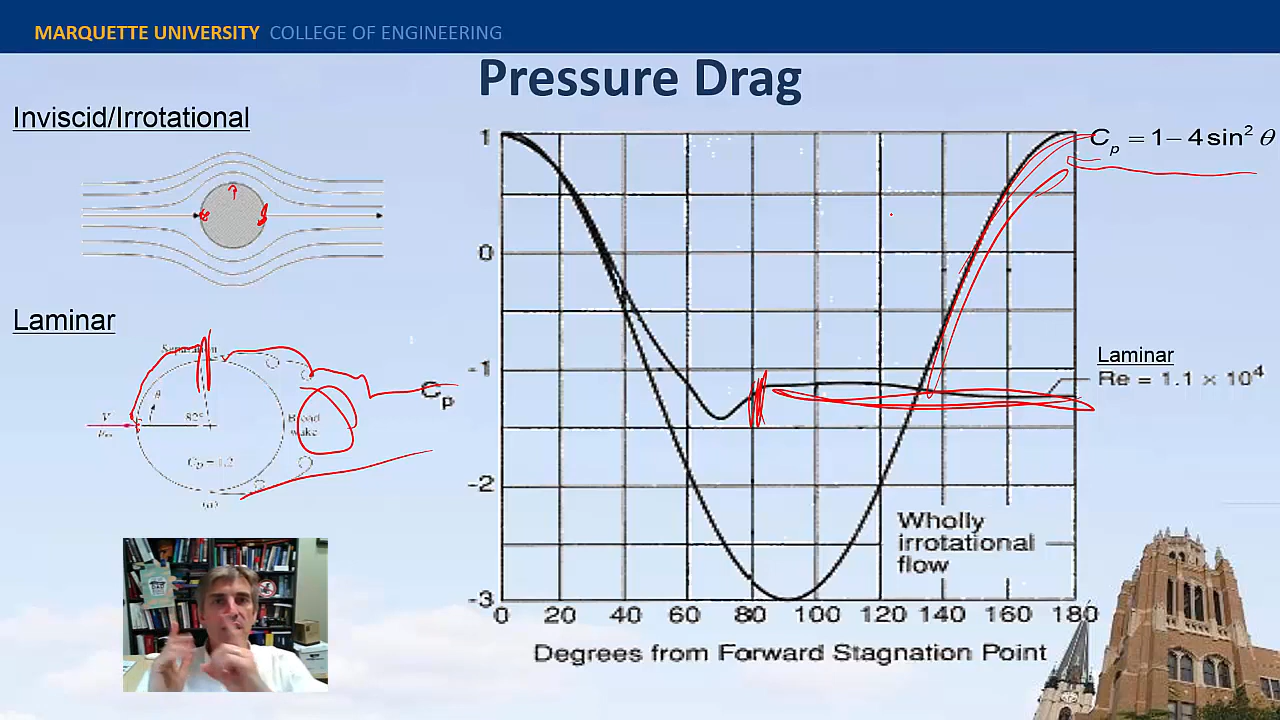 MARQUETTE UNIVERSITY COLLEGE OF ENGINEERING
Pressure Drag
Inviscid/Irrotational
Laminar
Separation
θ
V
82°
Broad
wake
C_D = 1.2
(a)
C_p
1
0
-1
-2
-3
0 20 40 60 80 100 120 140 160 180
Degrees from Forward Stagnation Point
C_p = 1 – 4 sin² θ
Laminar
Re = 1.1 × 10⁴
Wholly
irrotational
flow